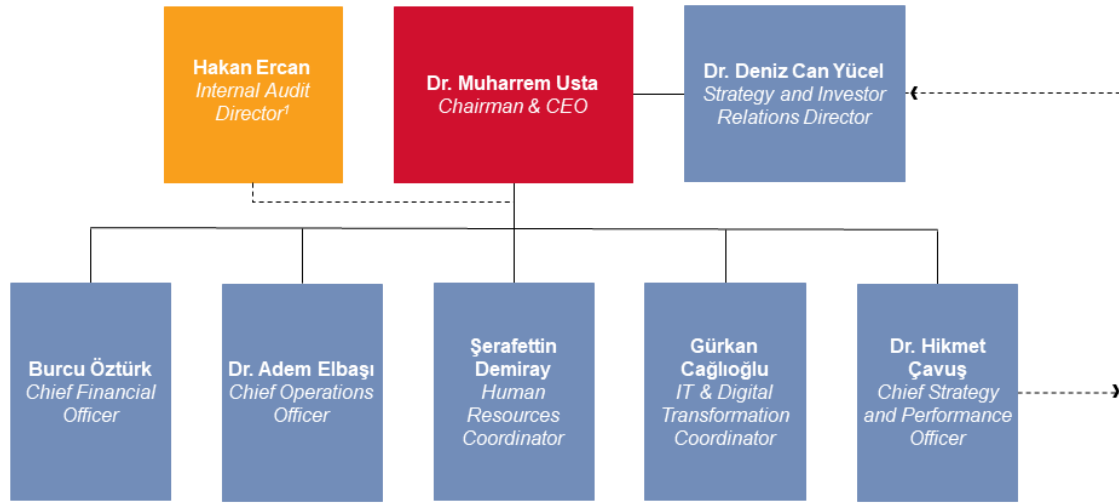 Hakan Ercan
Internal Audit
Director¹
Dr. Muharrem Usta
Chairman & CEO
Dr. Deniz Can Yücel
Strategy and Investor
Relations Director
Burcu Öztürk
Chief Financial
Officer
Dr. Adem Elbaşı
Chief Operations
Officer
Şerafettin
Demiray
Human
Resources
Coordinator
Gürkan
Cağlıoğlu
IT & Digital
Transformation
Coordinator
Dr. Hikmet
Çavuş
Chief Strategy
and Performance
Officer